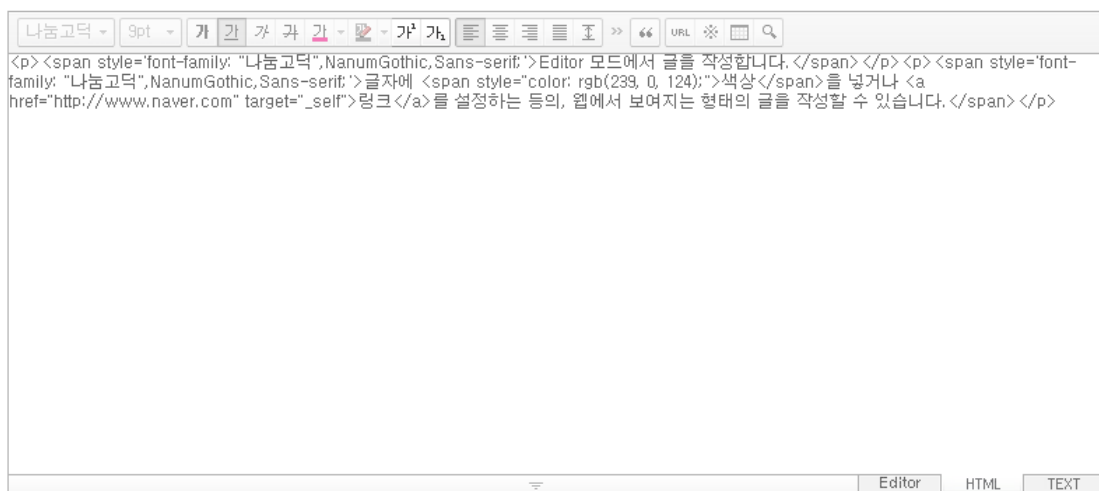 나눔고딕 9pt 가 가 가 가 가 가¹ 가₁ » URL
<p><span style='font-family: "나눔고딕",NanumGothic,Sans-serif;'>Editor 모드에서 글을 작성합니다.</span></p><p><span style='font-
family: "나눔고딕",NanumGothic,Sans-serif;'>글자에 <span style="color: rgb(239, 0, 124);">색상</span>을 넣거나 <a
href="http://www.naver.com" target="_self">링크</a>를 설정하는 등의, 웹에서 보여지는 형태의 글을 작성할 수 있습니다.</span></p>
Editor HTML TEXT